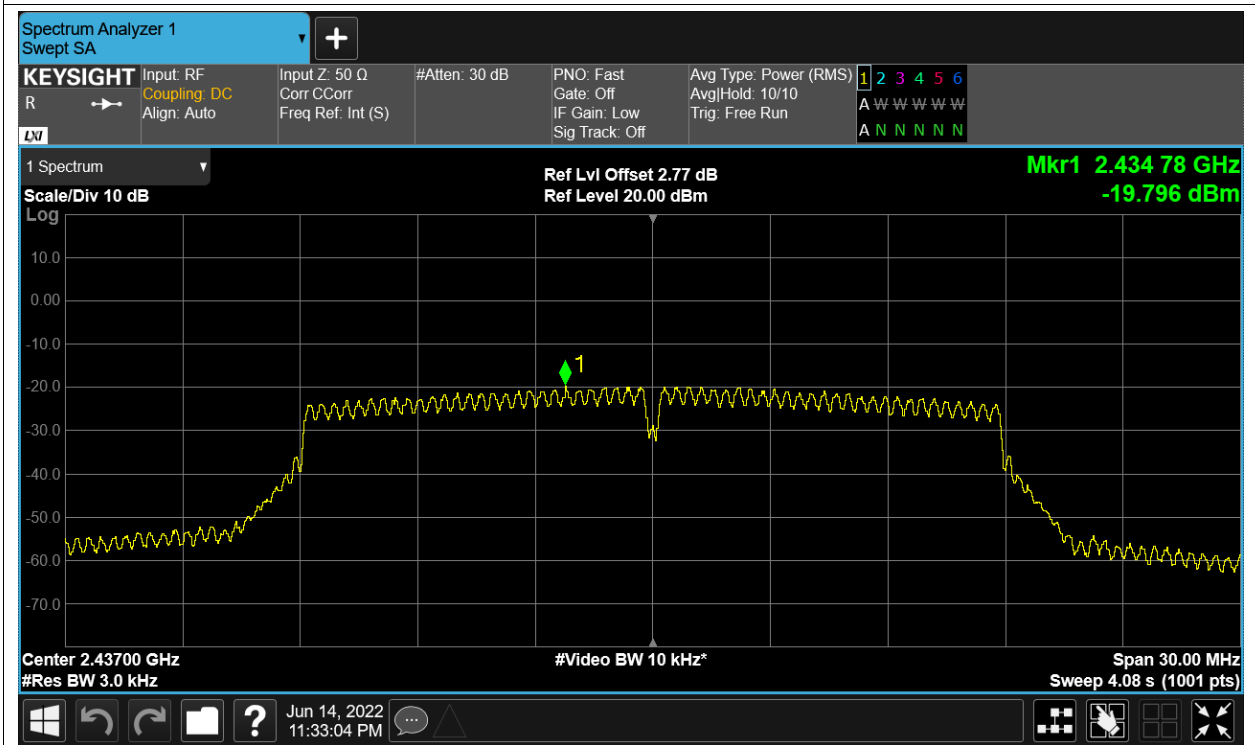 Spectrum Analyzer 1
Swept SA
KEYSIGHT
R
LXI
Input: RF
Coupling: DC
Align: Auto
Input Z: 50 Ω
Corr CCorr
Freq Ref: Int (S)
#Atten: 30 dB
PNO: Fast
Gate: Off
IF Gain: Low
Sig Track: Off
Avg Type: Power (RMS)
Avg|Hold: 10/10
Trig: Free Run
1 2 3 4 5 6
A W W W W W
A N N N N N
1 Spectrum
Scale/Div 10 dB
Ref Lvl Offset 2.77 dB
Ref Level 20.00 dBm
Mkr1 2.434 78 GHz
-19.796 dBm
Log
10.0
0.00
-10.0
1
-20.0
-30.0
-40.0
-50.0
-60.0
-70.0
Center 2.43700 GHz
#Res BW 3.0 kHz
#Video BW 10 kHz*
Span 30.00 MHz
Sweep 4.08 s (1001 pts)
?
Jun 14, 2022
11:33:04 PM